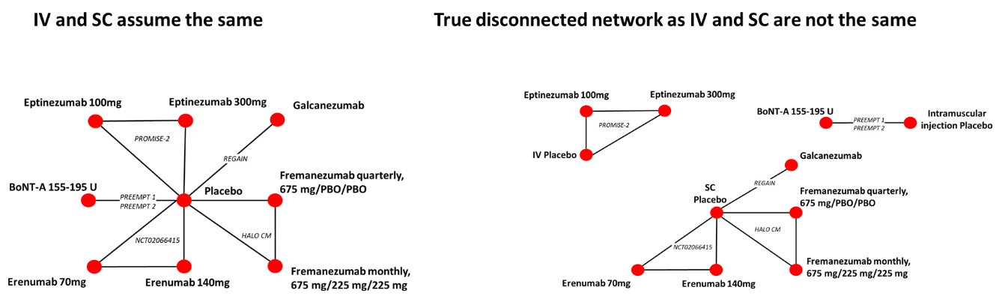 IV and SC assume the same
Eptinezumab 100mg
Eptinezumab 300mg
Galcanezumab
PROMISE-2
REGAIN
Fremanezumab quarterly,
675 mg/PBO/PBO
BoNT-A 155-195 U
PREEMPT 1
PREEMPT 2
Placebo
NCT02066415
HALO CM
Erenumab 70mg
Erenumab 140mg
Fremanezumab monthly,
675 mg/225 mg/225 mg
True disconnected network as IV and SC are not the same
Eptinezumab 100mg
Eptinezumab 300mg
PROMISE-2
IV Placebo
BoNT-A 155-195 U
PREEMPT 1
PREEMPT 2
Intramuscular
injection Placebo
Galcanezumab
REGAIN
SC
Placebo
Fremanezumab quarterly,
675 mg/PBO/PBO
HALO CM
NCT02066415
Fremanezumab monthly,
675 mg/225 mg/225 mg
Erenumab 70mg
Erenumab 140mg